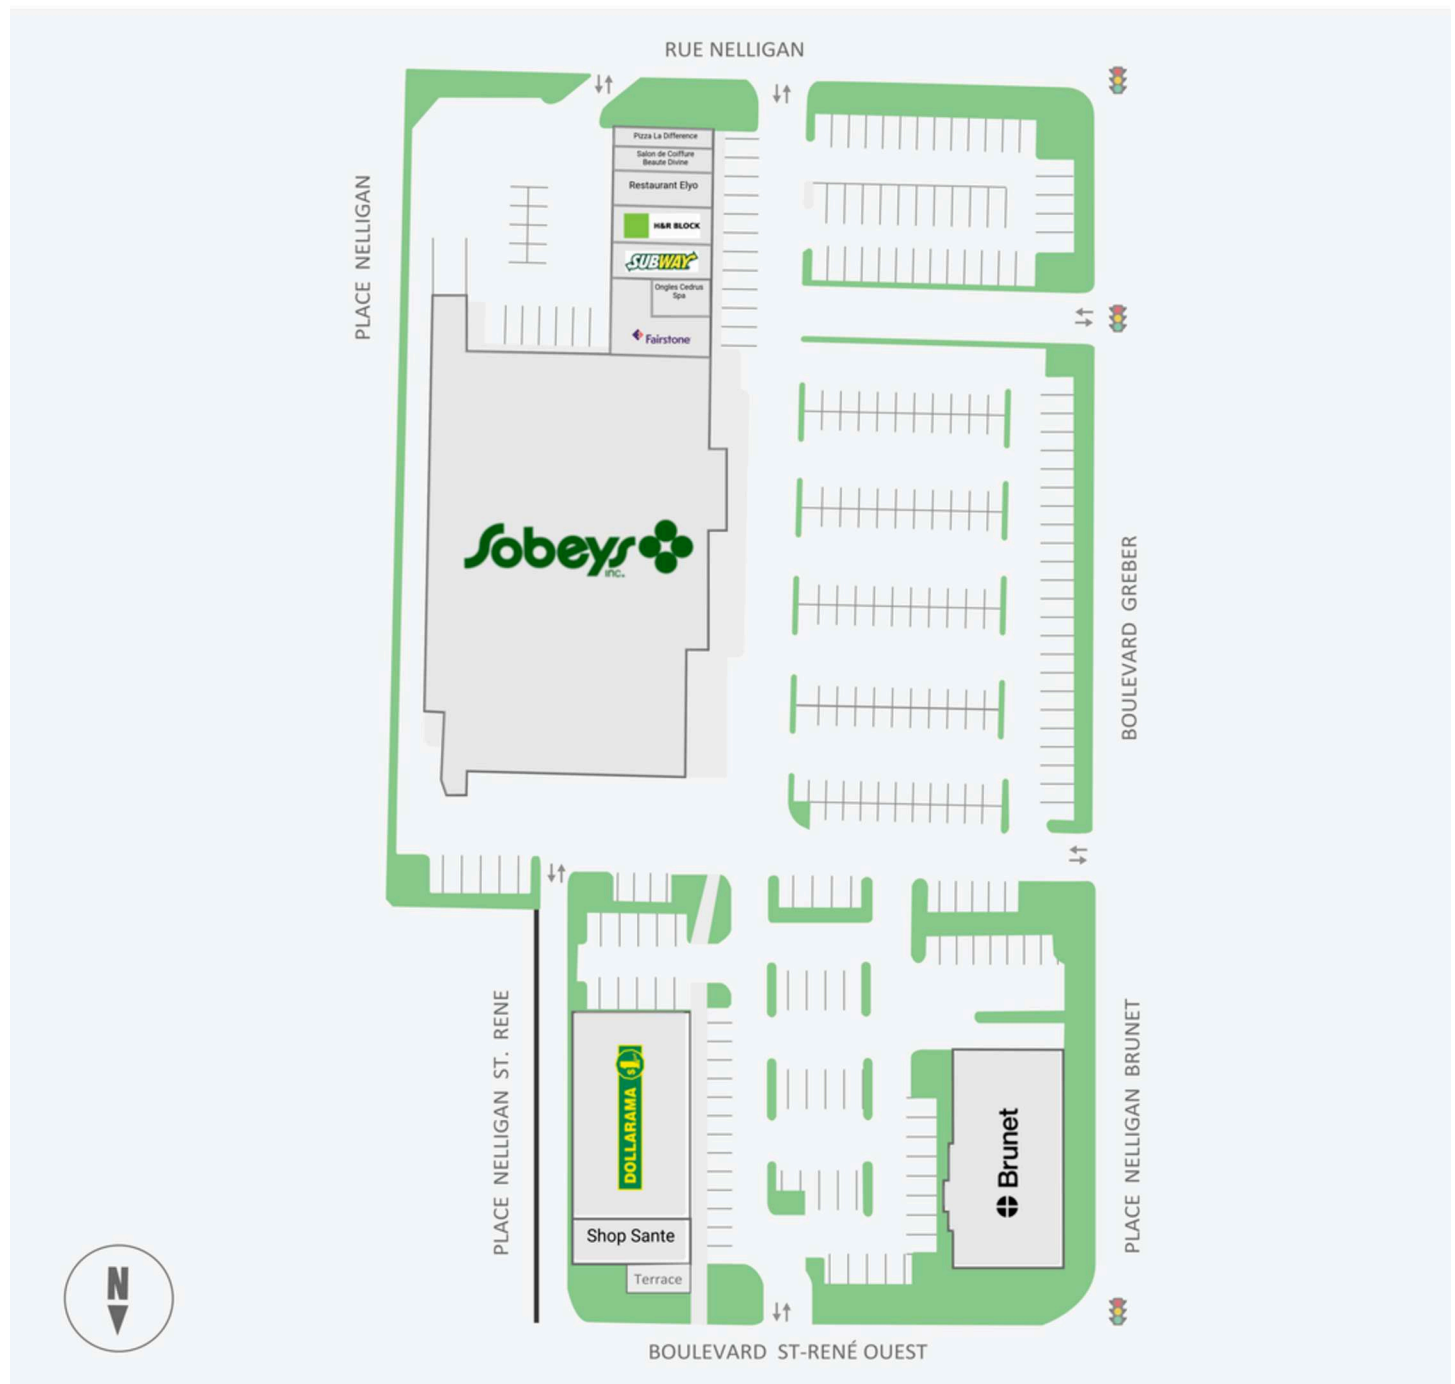 RUE NELLIGAN
Pizza La Difference
Salon de Coiffure
Beaute Divine
Restaurant Elyo
H&R BLOCK
SUBWAY
Ongles Cedrus
Spa
Fairstone
PLACE NELLIGAN
Sobeys
INC.
BOULEVARD GREBER
PLACE NELLIGAN ST. RENE
DOLLARAMA $1
Shop Sante
Terrace
Brunet
PLACE NELLIGAN BRUNET
N
BOULEVARD ST-RENÉ OUEST